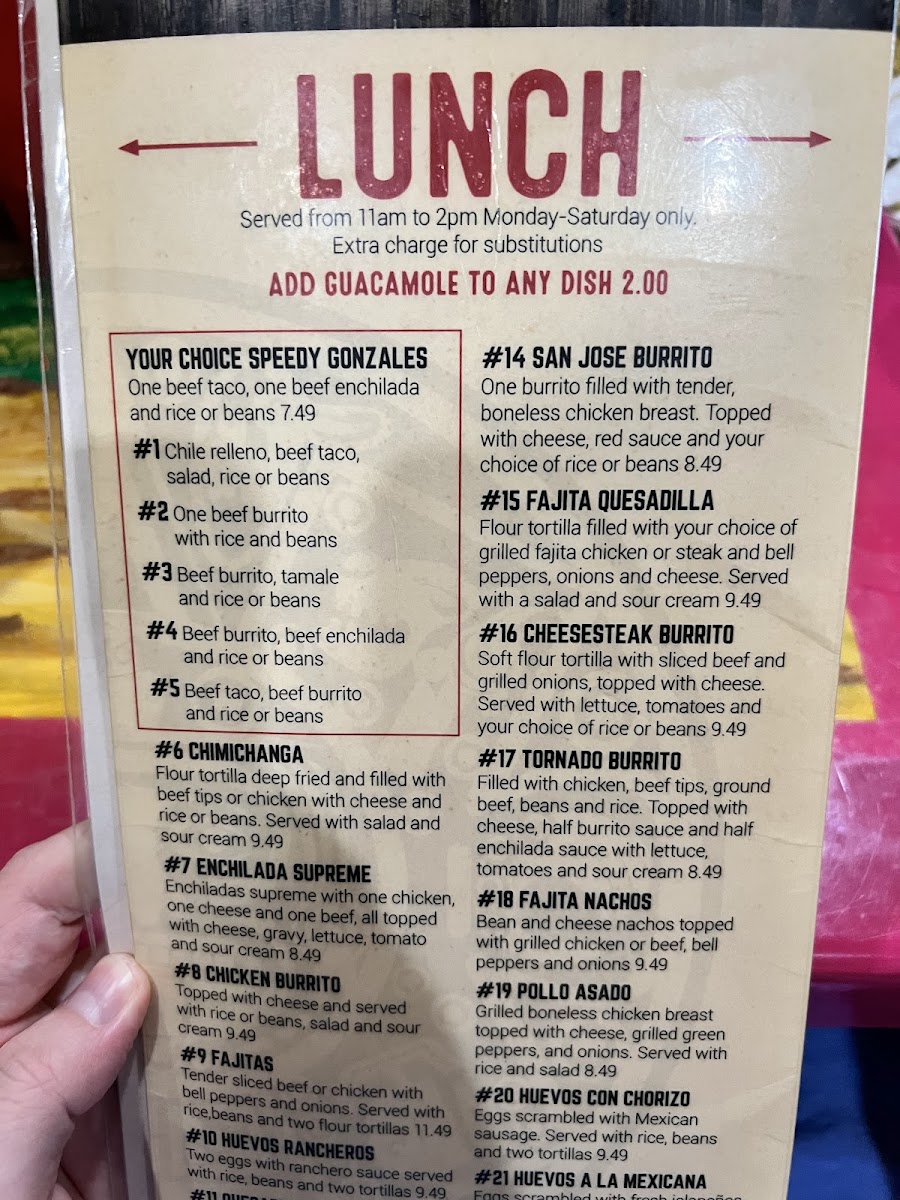 LUNCH
Served from 11am to 2pm Monday-Saturday only.
Extra charge for substitutions
ADD GUACAMOLE TO ANY DISH 2.00
YOUR CHOICE SPEEDY GONZALES
One beef taco, one beef enchilada
and rice or beans 7.49
#1 Chile relleno, beef taco,
salad, rice or beans
#2 One beef burrito
with rice and beans
#3 Beef burrito, tamale
and rice or beans
#4 Beef burrito, beef enchilada
and rice or beans
#5 Beef taco, beef burrito
and rice or beans
#6 CHIMICHANGA
Flour tortilla deep fried and filled with
beef tips or chicken with cheese and
rice or beans. Served with salad and
sour cream 9.49
#7 ENCHILADA SUPREME
Enchiladas supreme with one chicken,
one cheese and one beef, all topped
with cheese, gravy, lettuce, tomato
and sour cream 8.49
#8 CHICKEN BURRITO
Topped with cheese and served
with rice or beans, salad and sour
cream 9.49
#9 FAJITAS
Tender sliced beef or chicken with
bell peppers and onions. Served with
rice,beans and two flour tortillas 11.49
#10 HUEVOS RANCHEROS
Two eggs with ranchero sauce served
with rice, beans and two tortillas 9.49
#11
#14 SAN JOSE BURRITO
One burrito filled with tender,
boneless chicken breast. Topped
with cheese, red sauce and your
choice of rice or beans 8.49
#15 FAJITA QUESADILLA
Flour tortilla filled with your choice of
grilled fajita chicken or steak and bell
peppers, onions and cheese. Served
with a salad and sour cream 9.49
#16 CHEESESTEAK BURRITO
Soft flour tortilla with sliced beef and
grilled onions, topped with cheese.
Served with lettuce, tomatoes and
your choice of rice or beans 9.49
#17 TORNADO BURRITO
Filled with chicken, beef tips, ground
beef, beans and rice. Topped with
cheese, half burrito sauce and half
enchilada sauce with lettuce,
tomatoes and sour cream 8.49
#18 FAJITA NACHOS
Bean and cheese nachos topped
with grilled chicken or beef, bell
peppers and onions 9.49
#19 POLLO ASADO
Grilled boneless chicken breast
topped with cheese, grilled green
peppers, and onions. Served with
rice and salad 8.49
#20 HUEVOS CON CHORIZO
Eggs scrambled with Mexican
sausage. Served with rice, beans
and two tortillas 9.49
#21 HUEVOS A LA MEXICANA
Eggs scrambled with fresh jalapeños